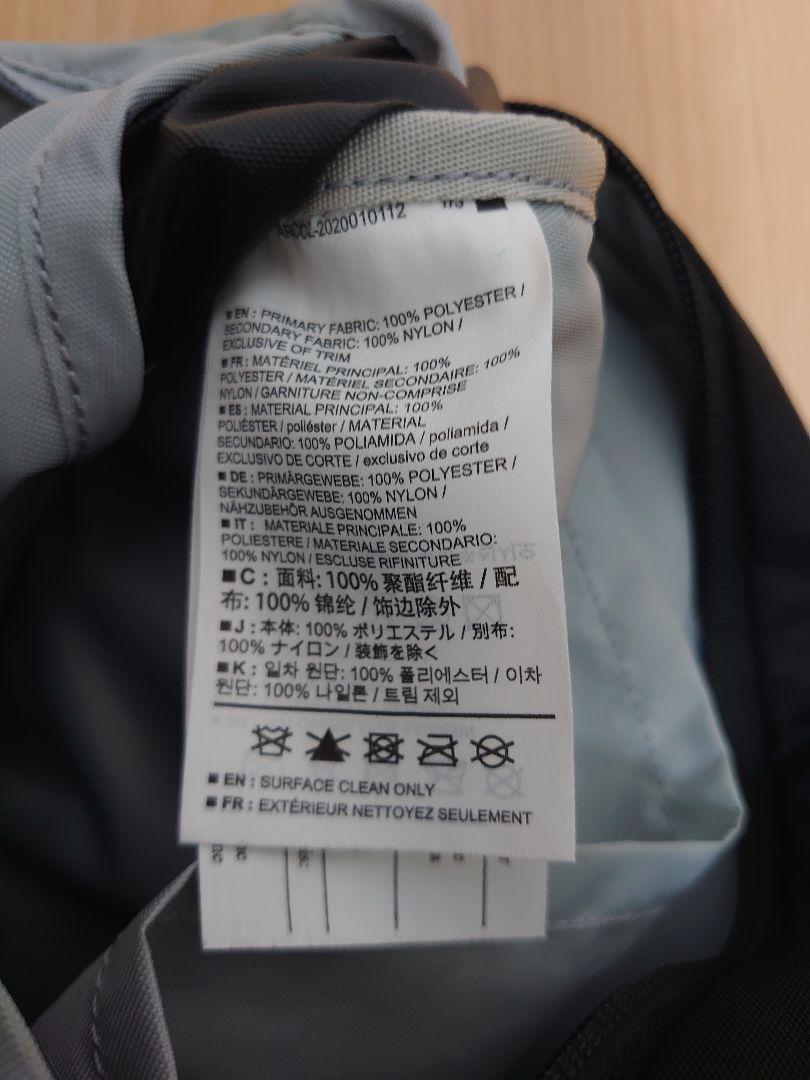 ARCCL-2020010112 1/3
■ EN : PRIMARY FABRIC: 100% POLYESTER /
SECONDARY FABRIC: 100% NYLON /
EXCLUSIVE OF TRIM
■ FR : MATÉRIEL PRINCIPAL: 100%
POLYESTER / MATÉRIEL SECONDAIRE: 100%
NYLON / GARNITURE NON-COMPRISE
■ ES : MATERIAL PRINCIPAL: 100%
POLIÉSTER / poliéster / MATERIAL
SECUNDARIO: 100% POLIAMIDA / poliamida /
EXCLUSIVO DE CORTE / exclusivo de corte
■ DE : PRIMÄRGEWEBE: 100% POLYESTER /
SEKUNDÄRGEWEBE: 100% NYLON /
NÄHZUBEHÖR AUSGENOMMEN
■ IT : MATERIALE PRINCIPALE: 100%
POLIESTERE / MATERIALE SECONDARIO:
100% NYLON / ESCLUSE RIFINITURE
■ C : 面料: 100% 聚酯纤维 / 配
布: 100% 锦纶 / 饰边除外
■ J : 本体: 100% ポリエステル / 別布:
100% ナイロン / 装飾を除く
■ K : 일차 원단: 100% 폴리에스터 / 이차
원단: 100% 나일론 / 트림 제외
■ EN : SURFACE CLEAN ONLY
■ FR : EXTÉRIEUR NETTOYEZ SEULEMENT